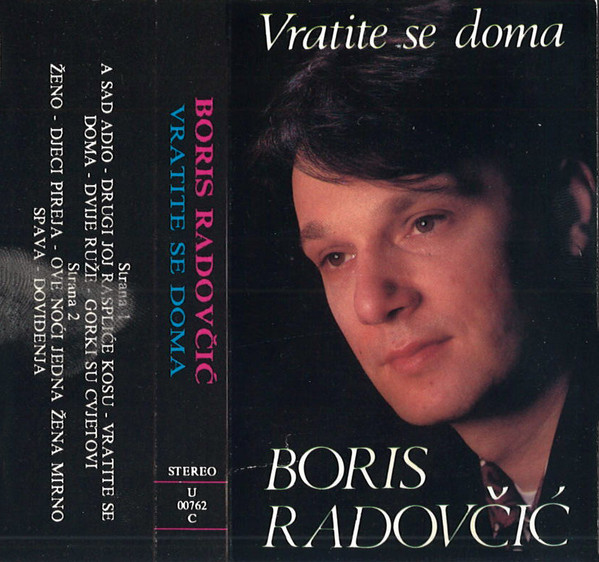 Vratite se doma
BORIS
RADOVČIĆ
BORIS RADOVČIĆ
VRATITE SE DOMA
STEREO
U
00762
C
Strana 1
A SAD ADIO - DRUGI JOJ RASPLIĆE KOSU - VRATITE SE
DOMA - DVIJE RUŽE - GORKI SU CVJETOVI
Strana 2
ŽENO - DJECI PIREJA - OVE NOĆI JEDNA ŽENA MIRNO
SPAVA - DOVIĐENJA